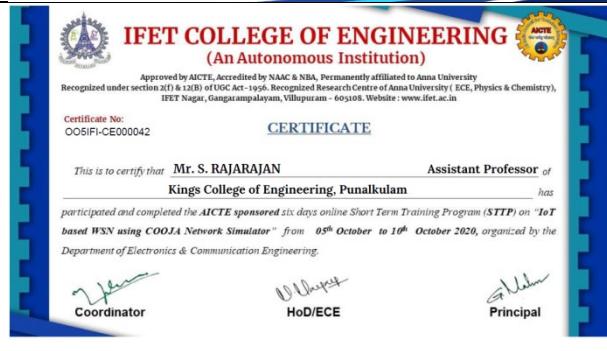 IFET COLLEGE OF ENGINEERING
(An Autonomous Institution)
AICTE
Approved by AICTE, Accredited by NAAC & NBA, Permanently affiliated to Anna University
Recognized under section 2(f) & 12(B) of UGC Act-1956. Recognized Research Centre of Anna University ( ECE, Physics & Chemistry),
IFET Nagar, Gangarampalayam, Villupuram - 605108. Website : www.ifet.ac.in
Certificate No:
OO5IFI-CE000042
CERTIFICATE
This is to certify that Mr. S. RAJARAJAN Assistant Professor of
Kings College of Engineering, Punalkulam has
participated and completed the AICTE sponsored six days online Short Term Training Program (STTP) on "IoT
based WSN using COOJA Network Simulator" from 05th October to 10th October 2020, organized by the
Department of Electronics & Communication Engineering.
Coordinator HoD/ECE Principal